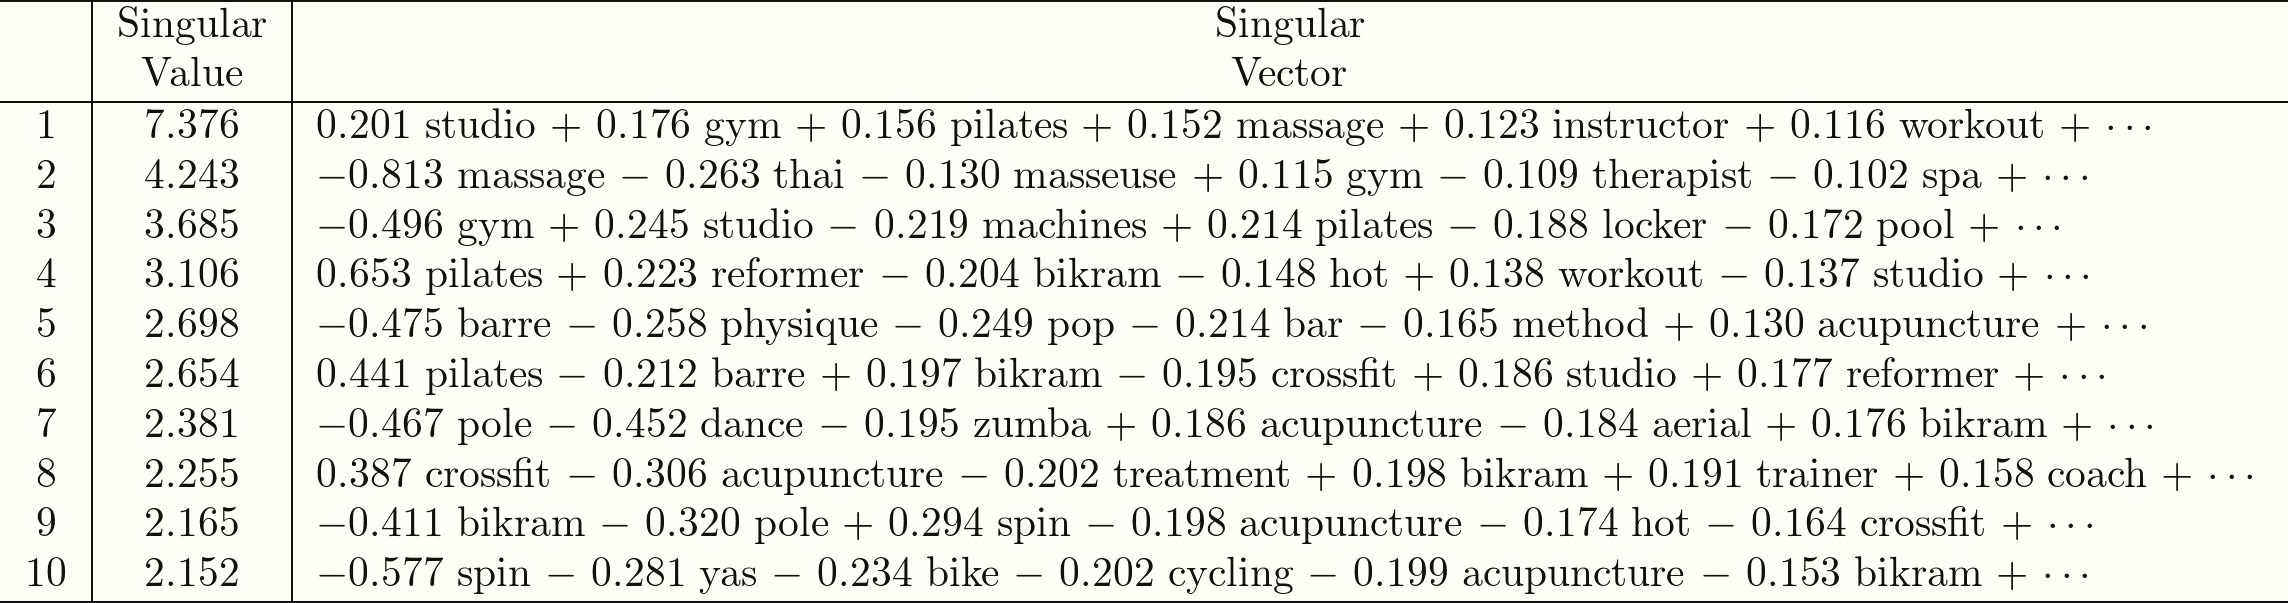 Singular Value Singular Vector
1 7.376 0.201 studio + 0.176 gym + 0.156 pilates + 0.152 massage + 0.123 instructor + 0.116 workout + ···
2 4.243 −0.813 massage − 0.263 thai − 0.130 masseuse + 0.115 gym − 0.109 therapist − 0.102 spa + ···
3 3.685 −0.496 gym + 0.245 studio − 0.219 machines + 0.214 pilates − 0.188 locker − 0.172 pool + ···
4 3.106 0.653 pilates + 0.223 reformer − 0.204 bikram − 0.148 hot + 0.138 workout − 0.137 studio + ···
5 2.698 −0.475 barre − 0.258 physique − 0.249 pop − 0.214 bar − 0.165 method + 0.130 acupuncture + ···
6 2.654 0.441 pilates − 0.212 barre + 0.197 bikram − 0.195 crossfit + 0.186 studio + 0.177 reformer + ···
7 2.381 −0.467 pole − 0.452 dance − 0.195 zumba + 0.186 acupuncture − 0.184 aerial + 0.176 bikram + ···
8 2.255 0.387 crossfit − 0.306 acupuncture − 0.202 treatment + 0.198 bikram + 0.191 trainer + 0.158 coach + ···
9 2.165 −0.411 bikram − 0.320 pole + 0.294 spin − 0.198 acupuncture − 0.174 hot − 0.164 crossfit + ···
10 2.152 −0.577 spin − 0.281 yas − 0.234 bike − 0.202 cycling − 0.199 acupuncture − 0.153 bikram + ···